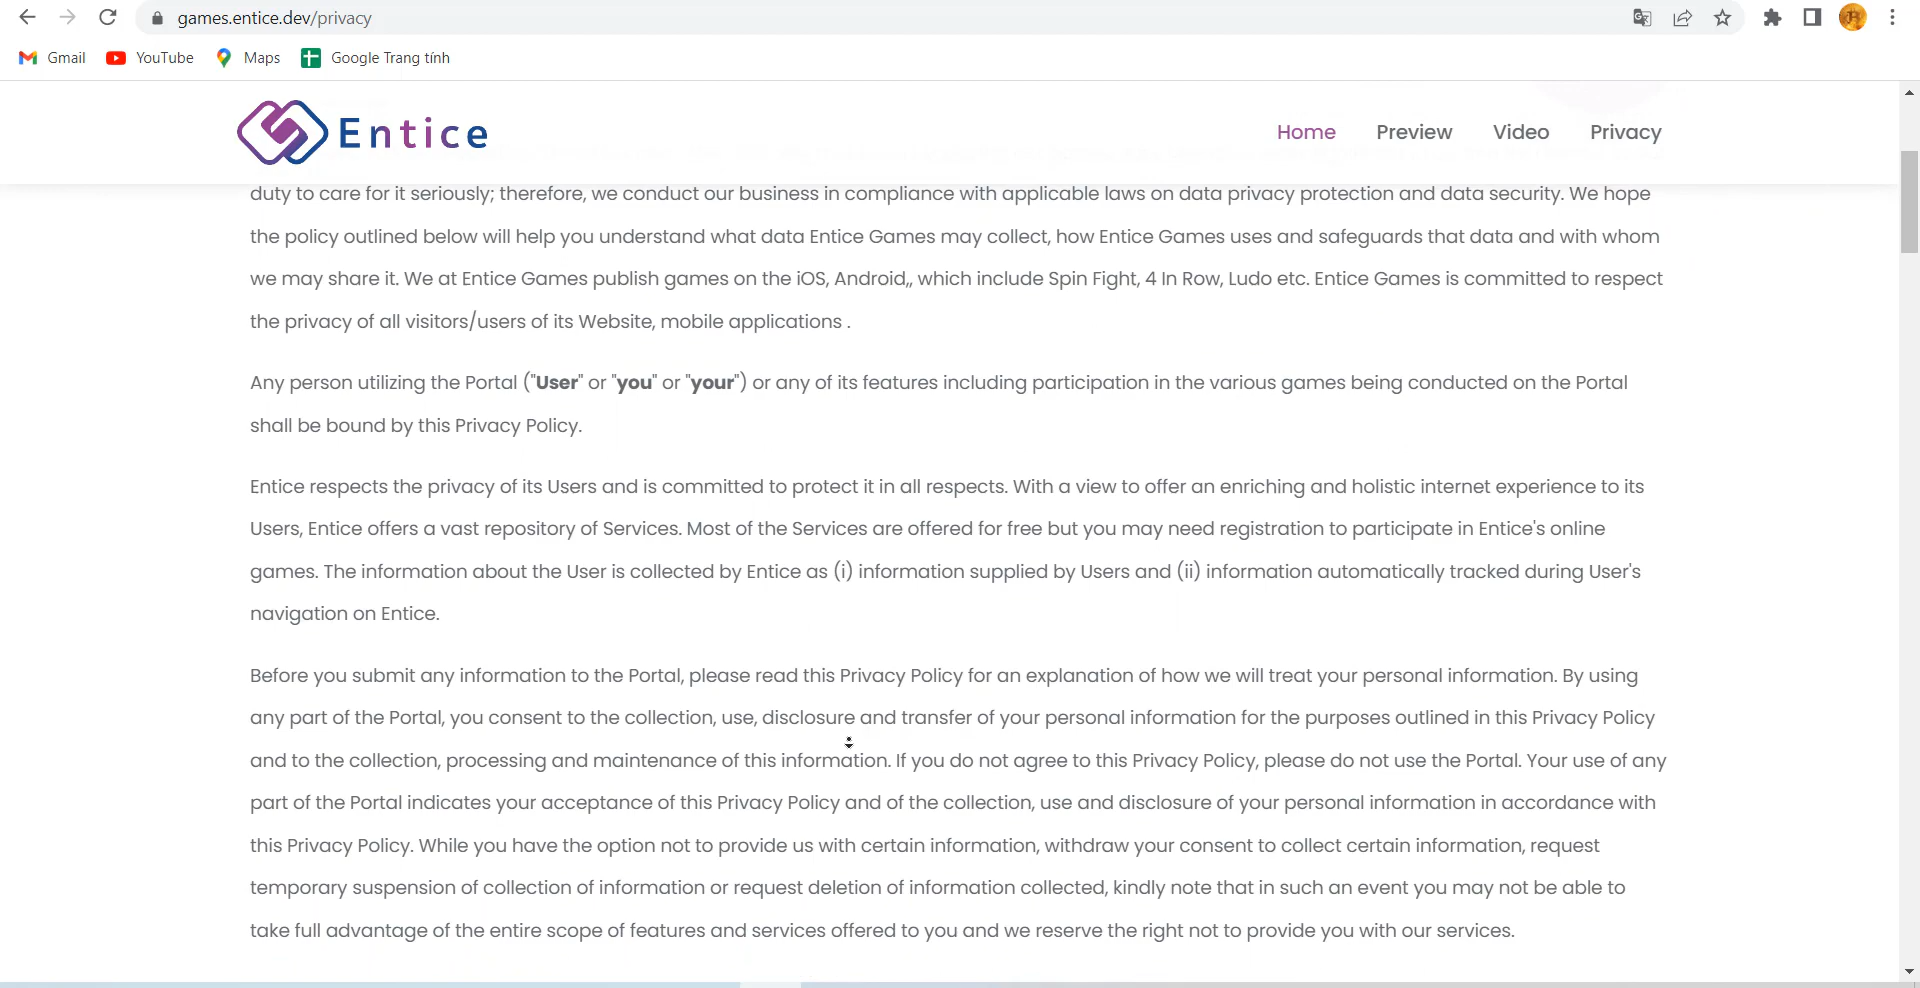 games.entice.dev/privacy
Gmail YouTube Maps Google Trang tính
Entice Home Preview Video Privacy
duty to care for it seriously; therefore, we conduct our business in compliance with applicable laws on data privacy protection and data security. We hope
the policy outlined below will help you understand what data Entice Games may collect, how Entice Games uses and safeguards that data and with whom
we may share it. We at Entice Games publish games on the iOS, Android,, which include Spin Fight, 4 In Row, Ludo etc. Entice Games is committed to respect
the privacy of all visitors/users of its Website, mobile applications .
Any person utilizing the Portal ("User" or "you" or "your") or any of its features including participation in the various games being conducted on the Portal
shall be bound by this Privacy Policy.
Entice respects the privacy of its Users and is committed to protect it in all respects. With a view to offer an enriching and holistic internet experience to its
Users, Entice offers a vast repository of Services. Most of the Services are offered for free but you may need registration to participate in Entice's online
games. The information about the User is collected by Entice as (i) information supplied by Users and (ii) information automatically tracked during User's
navigation on Entice.
Before you submit any information to the Portal, please read this Privacy Policy for an explanation of how we will treat your personal information. By using
any part of the Portal, you consent to the collection, use, disclosure and transfer of your personal information for the purposes outlined in this Privacy Policy
and to the collection, processing and maintenance of this information. If you do not agree to this Privacy Policy, please do not use the Portal. Your use of any
part of the Portal indicates your acceptance of this Privacy Policy and of the collection, use and disclosure of your personal information in accordance with
this Privacy Policy. While you have the option not to provide us with certain information, withdraw your consent to collect certain information, request
temporary suspension of collection of information or request deletion of information collected, kindly note that in such an event you may not be able to
take full advantage of the entire scope of features and services offered to you and we reserve the right not to provide you with our services.